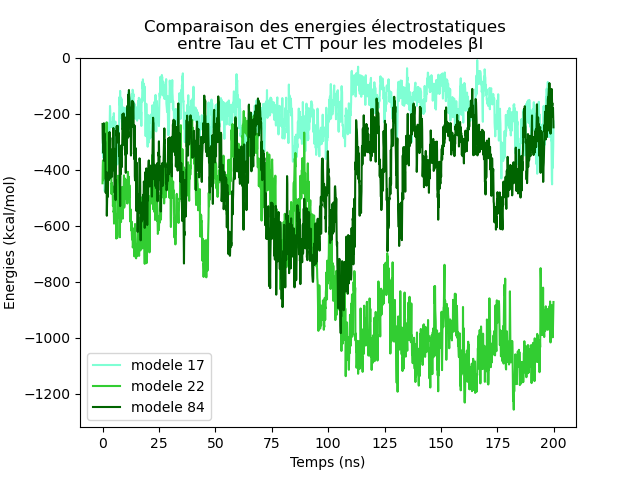 Comparaison des energies électrostatiques
entre Tau et CTT pour les modeles βI
Energies (kcal/mol)
0
−200
−400
−600
−800
−1000
−1200
modele 17
modele 22
modele 84
0 25 50 75 100 125 150 175 200
Temps (ns)